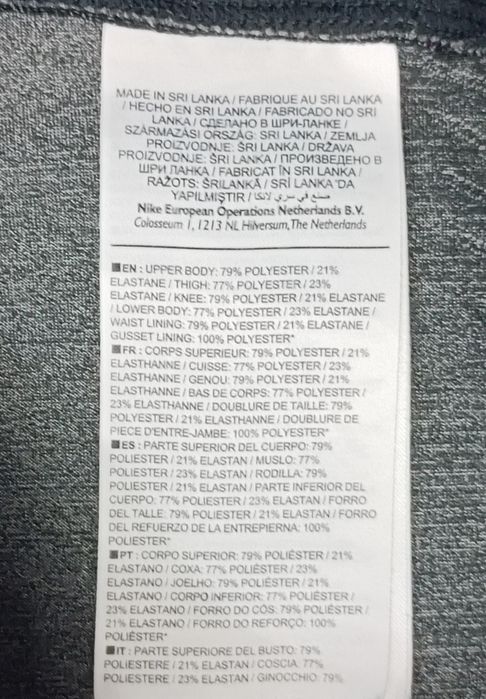 MADE IN SRI LANKA / FABRIQUE AU SRI LANKA
/ HECHO EN SRI LANKA / FABRICADO NO SRI
LANKA / СДЕЛАНО В ШРИ-ЛАНКЕ /
SZÁRMAZÁSI ORSZÁG: SRI LANKA / ZEMLJA
PROIZVODNJE: ŠRI LANKA / DRŽAVA
PROIZVODNJE: ŠRI LANKA / ПРОИЗВЕДЕНО В
ШРИ ЛАНКА / FABRICAT ÎN SRI LANKA /
RAŽOTS: ŠRILANKĀ / SRİ LANKA 'DA
YAPILMIŞTIR / صنع في سري لانكا
Nike European Operations Netherlands B.V.
Colosseum 1, 1213 NL Hilversum, The Netherlands
EN : UPPER BODY: 79% POLYESTER / 21%
ELASTANE / THIGH: 77% POLYESTER / 23%
ELASTANE / KNEE: 79% POLYESTER / 21% ELASTANE
/ LOWER BODY: 77% POLYESTER / 23% ELASTANE /
WAIST LINING: 79% POLYESTER / 21% ELASTANE /
GUSSET LINING: 100% POLYESTER*
FR : CORPS SUPERIEUR: 79% POLYESTER / 21%
ELASTHANNE / CUISSE: 77% POLYESTER / 23%
ELASTHANNE / GENOU: 79% POLYESTER / 21%
ELASTHANNE / BAS DE CORPS: 77% POLYESTER /
23% ELASTHANNE / DOUBLURE DE TAILLE: 79%
POLYESTER / 21% ELASTHANNE / DOUBLURE DE
PIECE D'ENTRE-JAMBE: 100% POLYESTER*
ES : PARTE SUPERIOR DEL CUERPO: 79%
POLIESTER / 21% ELASTAN / MUSLO: 77%
POLIESTER / 23% ELASTAN / RODILLA: 79%
POLIESTER / 21% ELASTAN / PARTE INFERIOR DEL
CUERPO: 77% POLIESTER / 23% ELASTAN / FORRO
DEL TALLE: 79% POLIESTER / 21% ELASTAN / FORRO
DEL REFUERZO DE LA ENTREPIERNA: 100%
POLIESTER*
PT : CORPO SUPERIOR: 79% POLIÉSTER / 21%
ELASTANO / COXA: 77% POLIÉSTER / 23%
ELASTANO / JOELHO: 79% POLIÉSTER / 21%
ELASTANO / CORPO INFERIOR: 77% POLIÉSTER /
23% ELASTANO / FORRO DO CÓS: 79% POLIÉSTER /
21% ELASTANO / FORRO DO REFORÇO: 100%
POLIÉSTER*
IT : PARTE SUPERIORE DEL BUSTO: 79%
POLIESTERE / 21% ELASTAN / COSCIA: 77%
POLIESTERE / 23% ELASTAN / GINOCCHIO: 79%